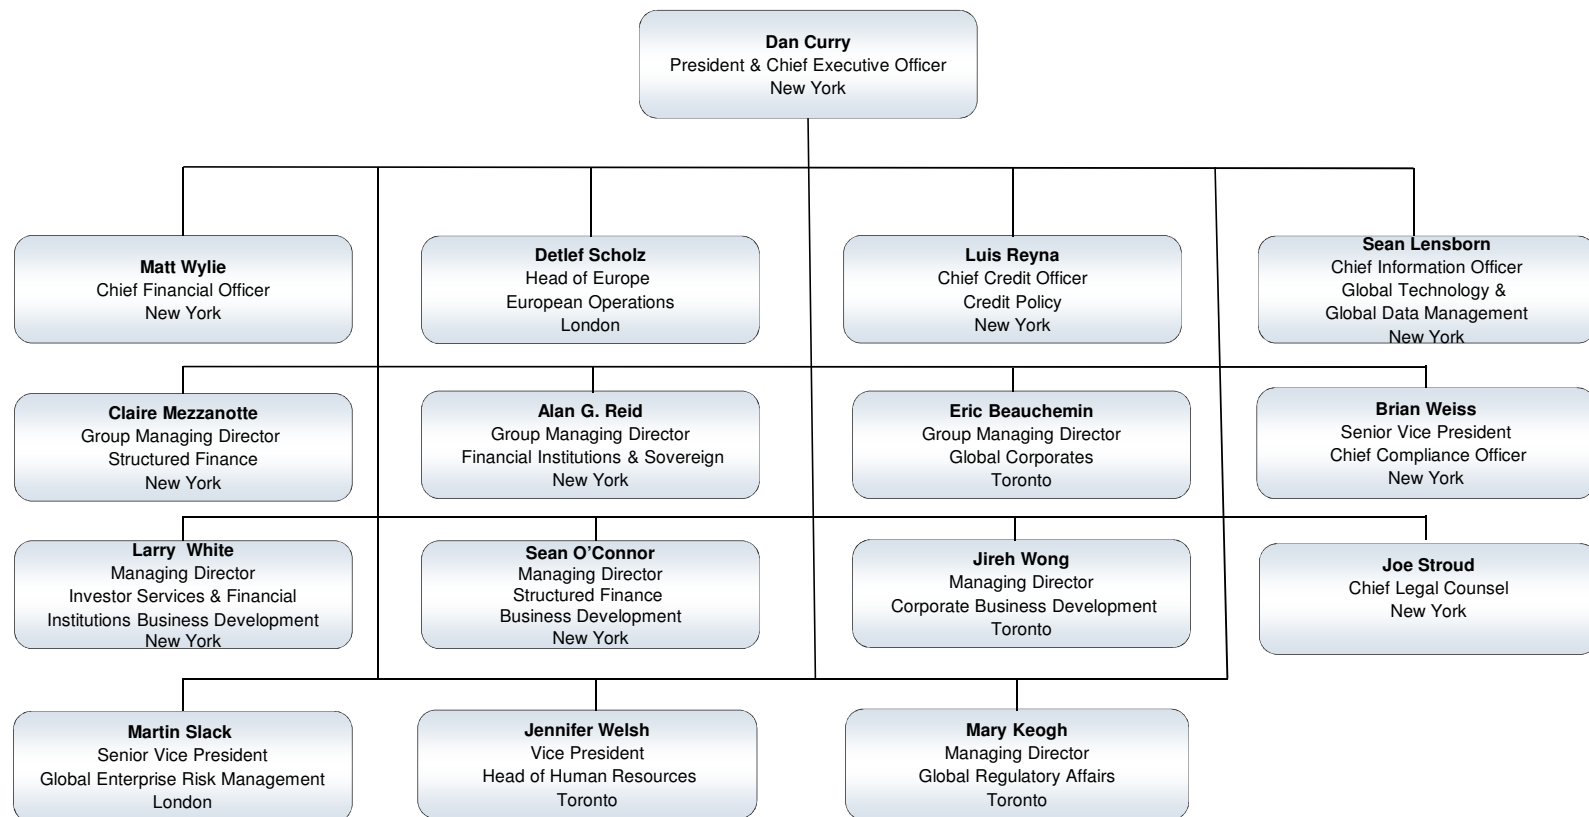 Dan Curry
President & Chief Executive Officer
New York
Matt Wylie
Chief Financial Officer
New York
Detlef Scholz
Head of Europe
European Operations
London
Luis Reyna
Chief Credit Officer
Credit Policy
New York
Sean Lensborn
Chief Information Officer
Global Technology &
Global Data Management
New York
Claire Mezzanotte
Group Managing Director
Structured Finance
New York
Alan G. Reid
Group Managing Director
Financial Institutions & Sovereign
New York
Eric Beauchemin
Group Managing Director
Global Corporates
Toronto
Brian Weiss
Senior Vice President
Chief Compliance Officer
New York
Larry  White
Managing Director
Investor Services & Financial
Institutions Business Development
New York
Sean O’Connor
Managing Director
Structured Finance
Business Development
New York
Jireh Wong
Managing Director
Corporate Business Development
Toronto
Joe Stroud
Chief Legal Counsel
New York
Martin Slack
Senior Vice President
Global Enterprise Risk Management
London
Jennifer Welsh
Vice President
Head of Human Resources
Toronto
Mary Keogh
Managing Director
Global Regulatory Affairs
Toronto